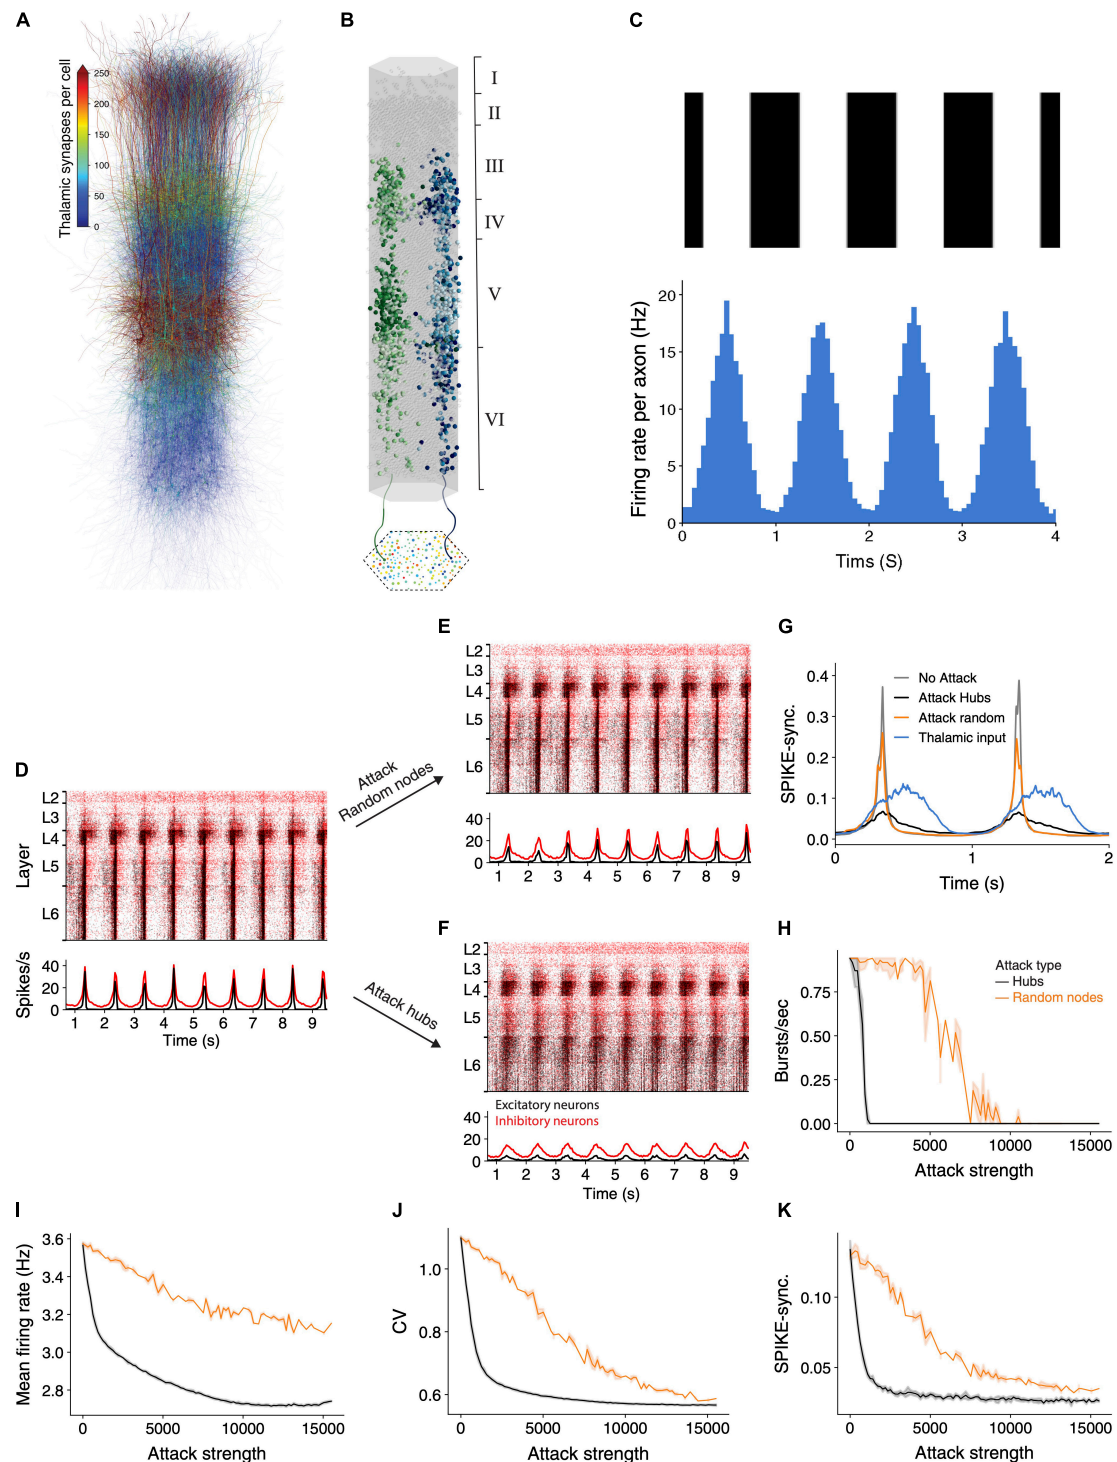 A
Thalamic synapses per cell
250
200
150
100
50
0
B
I
II
III
IV
V
VI
C
Firing rate per axon (Hz)
20
15
10
5
0
0 1 2 3 4
Tims (S)
D
Layer
L2
L3
L4
L5
L6
Spikes/s
40
20
0
1 2 3 4 5 6 7 8 9
Time (s)
Attack
Random nodes
Attack hubs
E
L2
L3
L4
L5
L6
40
20
0
1 2 3 4 5 6 7 8 9
F
L2
L3
L4
L5
L6
Excitatory neurons
Inhibitory neurons
40
20
0
1 2 3 4 5 6 7 8 9
Time (s)
G
SPIKE-sync.
0.4
0.3
0.2
0.1
0.0
No Attack
Attack Hubs
Attack random
Thalamic input
0 1 2
Time (s)
H
Bursts/sec
0.75
0.50
0.25
0.00
Attack type
Hubs
Random nodes
0 5000 10000 15000
Attack strength
I
Mean firing rate (Hz)
3.6
3.4
3.2
3.0
2.8
0 5000 10000 15000
Attack strength
J
CV
1.0
0.8
0.6
0 5000 10000 15000
Attack strength
K
SPIKE-sync.
0.10
0.05
0 5000 10000 15000
Attack strength